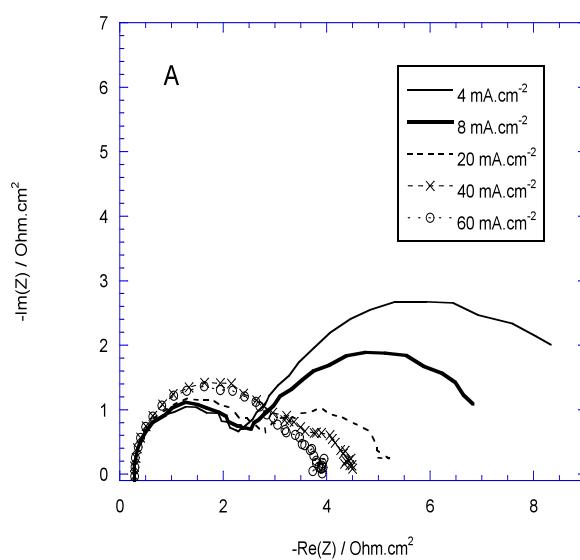 7
6
5
4
3
2
1
0
A
4 mA.cm⁻²
8 mA.cm⁻²
20 mA.cm⁻²
40 mA.cm⁻²
60 mA.cm⁻²
-Im(Z) / Ohm.cm²
0 2 4 6 8
-Re(Z) / Ohm.cm²